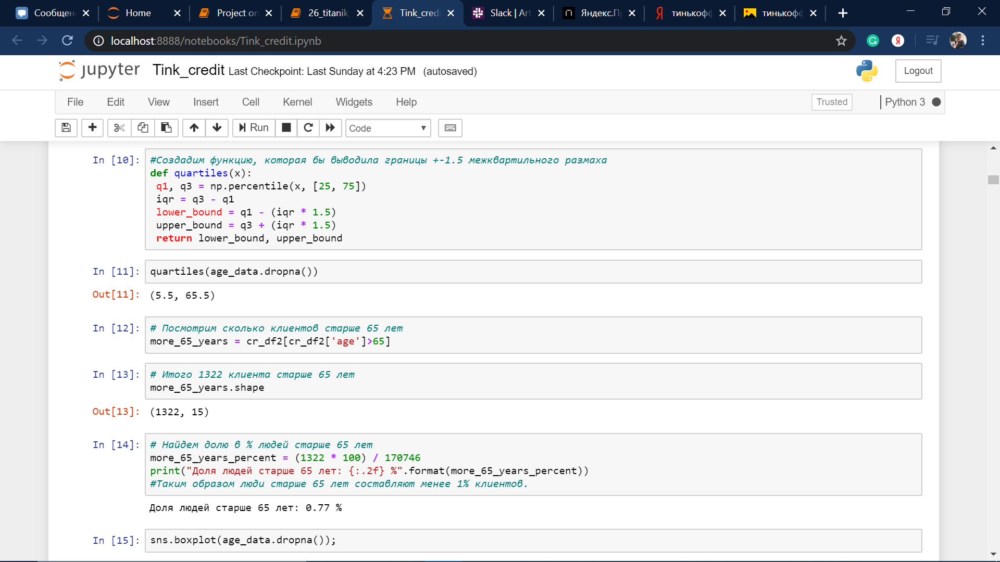 Сообщен
Home
Project on
26_titanik
Tink_credi
Slack | Art
Яндекс.П
тинькофф
тинькофф
localhost:8888/notebooks/Tink_credit.ipynb
jupyter Tink_credit Last Checkpoint: Last Sunday at 4:23 PM (autosaved)
Logout
File Edit View Insert Cell Kernel Widgets Help
Trusted
Python 3
Run
Code
In [10]:
#Создадим функцию, которая бы выводила границы +-1.5 межквартильного размаха
def quartiles(x):
q1, q3 = np.percentile(x, [25, 75])
iqr = q3 - q1
lower_bound = q1 - (iqr * 1.5)
upper_bound = q3 + (iqr * 1.5)
return lower_bound, upper_bound
In [11]: quartiles(age_data.dropna())
Out[11]: (5.5, 65.5)
In [12]: # Посмотрим сколько клиентов старше 65 лет
more_65_years = cr_df2[cr_df2['age']>65]
In [13]: # Итого 1322 клиента старше 65 лет
more_65_years.shape
Out[13]: (1322, 15)
In [14]: # Найдем долю в % людей старше 65 лет
more_65_years_percent = (1322 * 100) / 170746
print("Доля людей старше 65 лет: {:.2f} %".format(more_65_years_percent))
#Таким образом люди старше 65 лет составляют менее 1% клиентов.
Доля людей старше 65 лет: 0.77 %
In [15]: sns.boxplot(age_data.dropna());